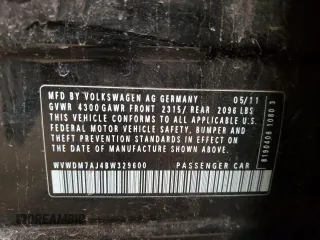 MFD BY VOLKSWAGEN AG GERMANY 05/11
GVWR 4300 GAWR FRONT 2315/ REAR 2096 LBS
THIS VEHICLE CONFORMS TO ALL APPLICABLE U.S.
FEDERAL MOTOR VEHICLE SAFETY, BUMPER AND
THEFT PREVENTION STANDARDS IN EFFECT ON THE
DATE OF MANUFACTURE SHOWN ABOVE
WVWDM7AJ4BW329600 PASSENGER CAR